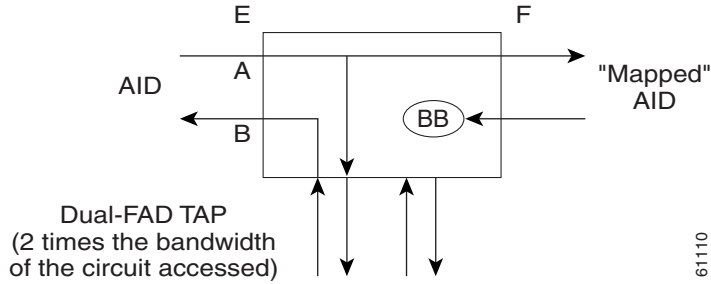 E
F
A
AID
"Mapped"
AID
BB
B
Dual-FAD TAP
(2 times the bandwidth
of the circuit accessed)
61110